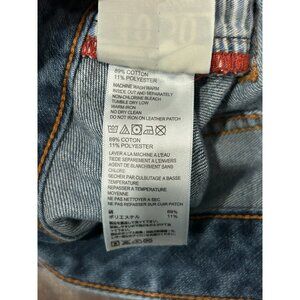 89% COTTON
11% POLYESTER
MACHINE WASH WARM
INSIDE OUT AND SEPARATELY
NON-CHLORINE BLEACH
TUMBLE DRY LOW
WARM IRON
NO DRY CLEAN
DO NOT IRON ON LEATHER PATCH
89% COTON
11% POLYESTER
LAVER A LA MACHINE A L'EAU
TIEDE SEPAREMENT A L'ENVERS
AGENT DE BLANCHIMENT SANS
CHLORE
SECHER PAR CULBUTAGE A BASSE
TEMPERATURE
REPASSER A TEMPERATURE
MOYENNE
NE PAS NETTOYER A SEC
NE PAS REPASSER SUR CUIR PATCH
綿 89%
ポリエステル 11%